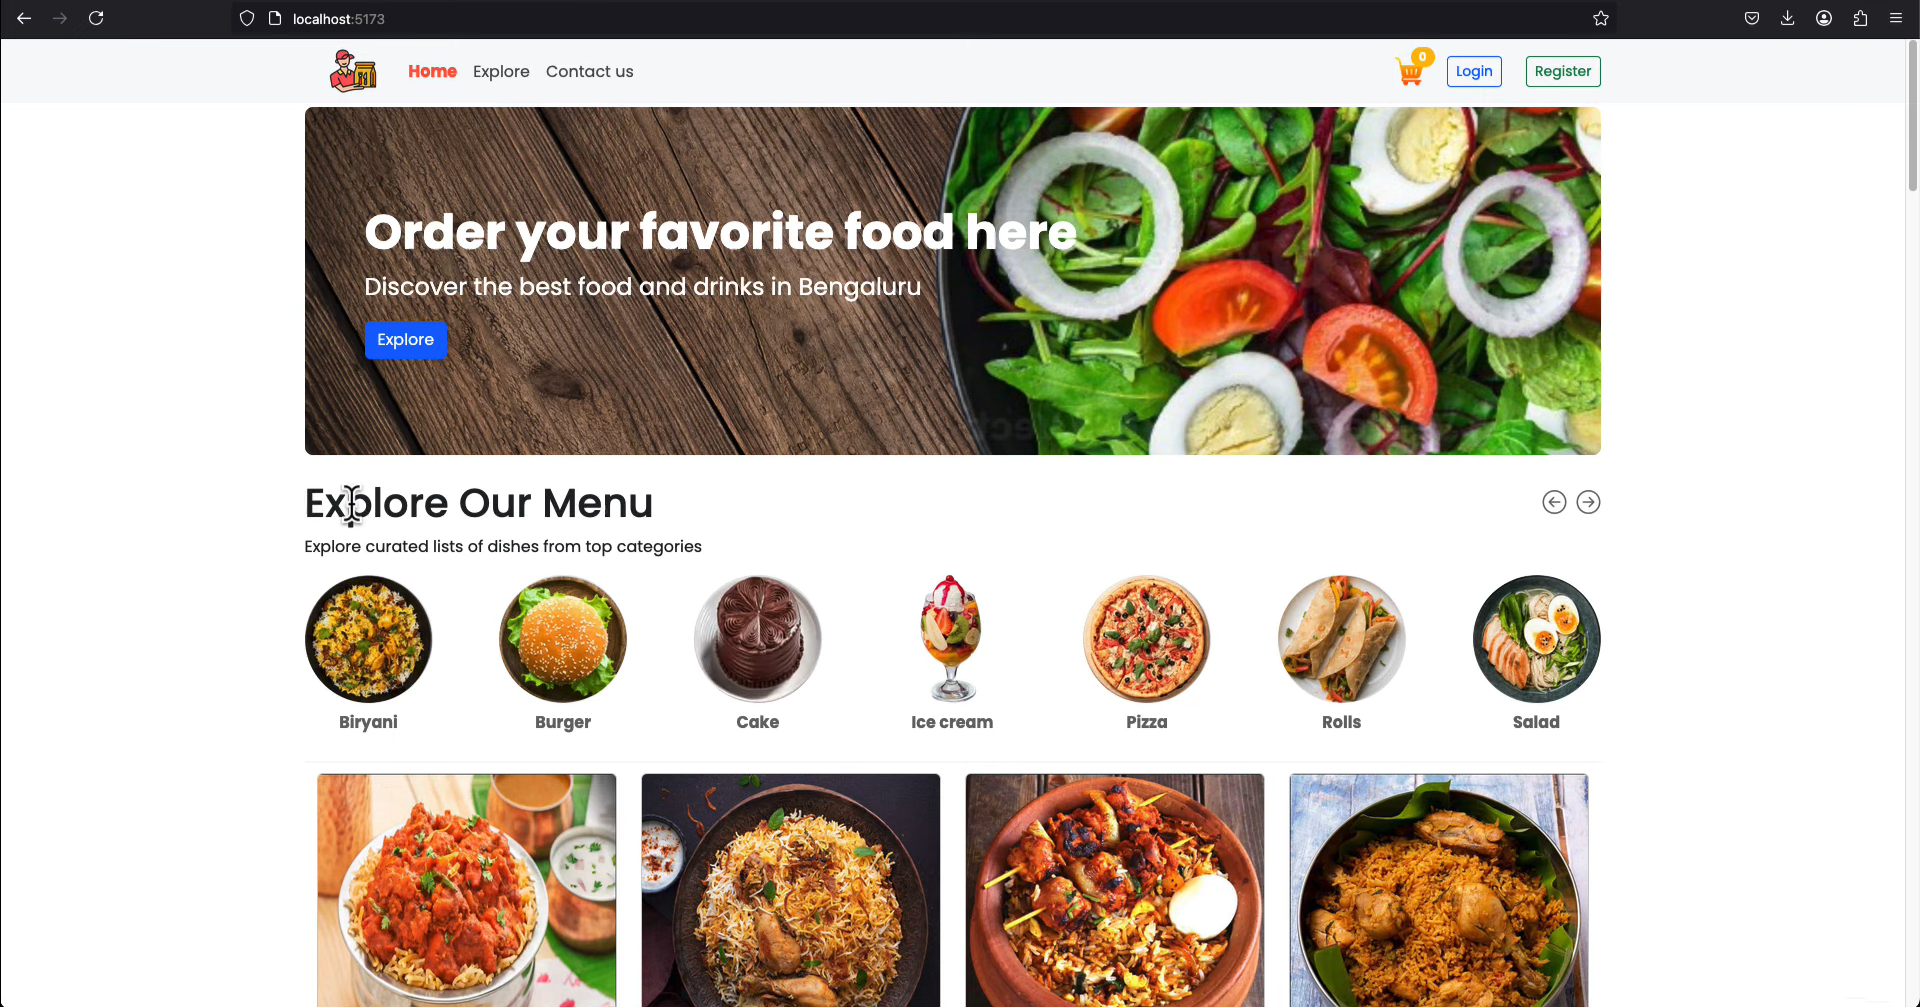 localhost:5173
Home Explore Contact us 0 Login Register
Order your favorite food here
Discover the best food and drinks in Bengaluru
Explore
Explore Our Menu
Explore curated lists of dishes from top categories
Biryani Burger Cake Ice cream Pizza Rolls Salad